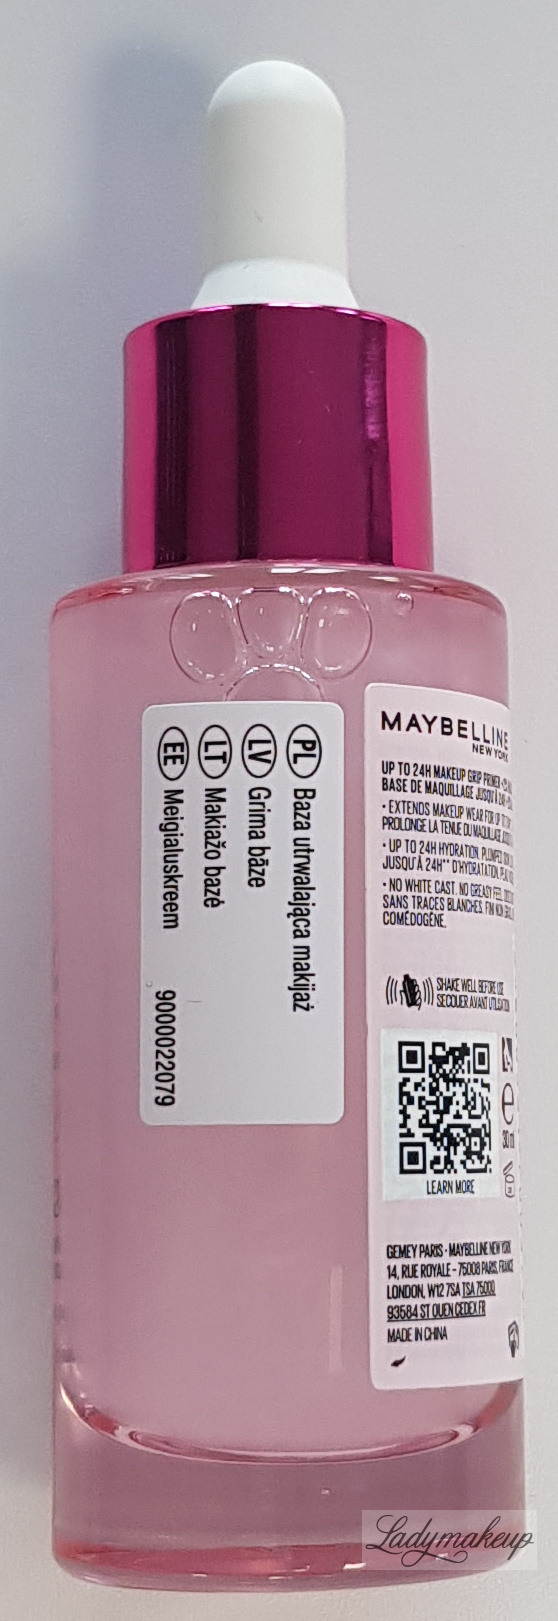 PL Baza utrwalająca makijaż
LV Grima bāze
LT Makiažo bazė
EE Meigialuskreem
9000022079
MAYBELLINE
NEW YORK
UP TO 24H MAKEUP GRIP PRIMER
BASE DE MAQUILLAGE JUSQU'À
• EXTENDS MAKEUP WEAR FOR UP TO
PROLONGE LA TENUE DU MAQUILLAGE
• UP TO 24H HYDRATION, PLUMPED
JUSQU'À 24H** D'HYDRATATION,
• NO WHITE CAST. NO GREASY FEEL.
SANS TRACES BLANCHES. FINI NON
COMÉDOGÈNE.
SHAKE WELL BEFORE USE
SECOUER AVANT UTILISATION
e
30 ml
LEARN MORE
GEMEY PARIS - MAYBELLINE NEW YORK
14, RUE ROYALE - 75008 PARIS, FRANCE
LONDON, W12 7SA TSA 75000
93584 ST OUEN CEDEX FR
MADE IN CHINA
Ladymakeup